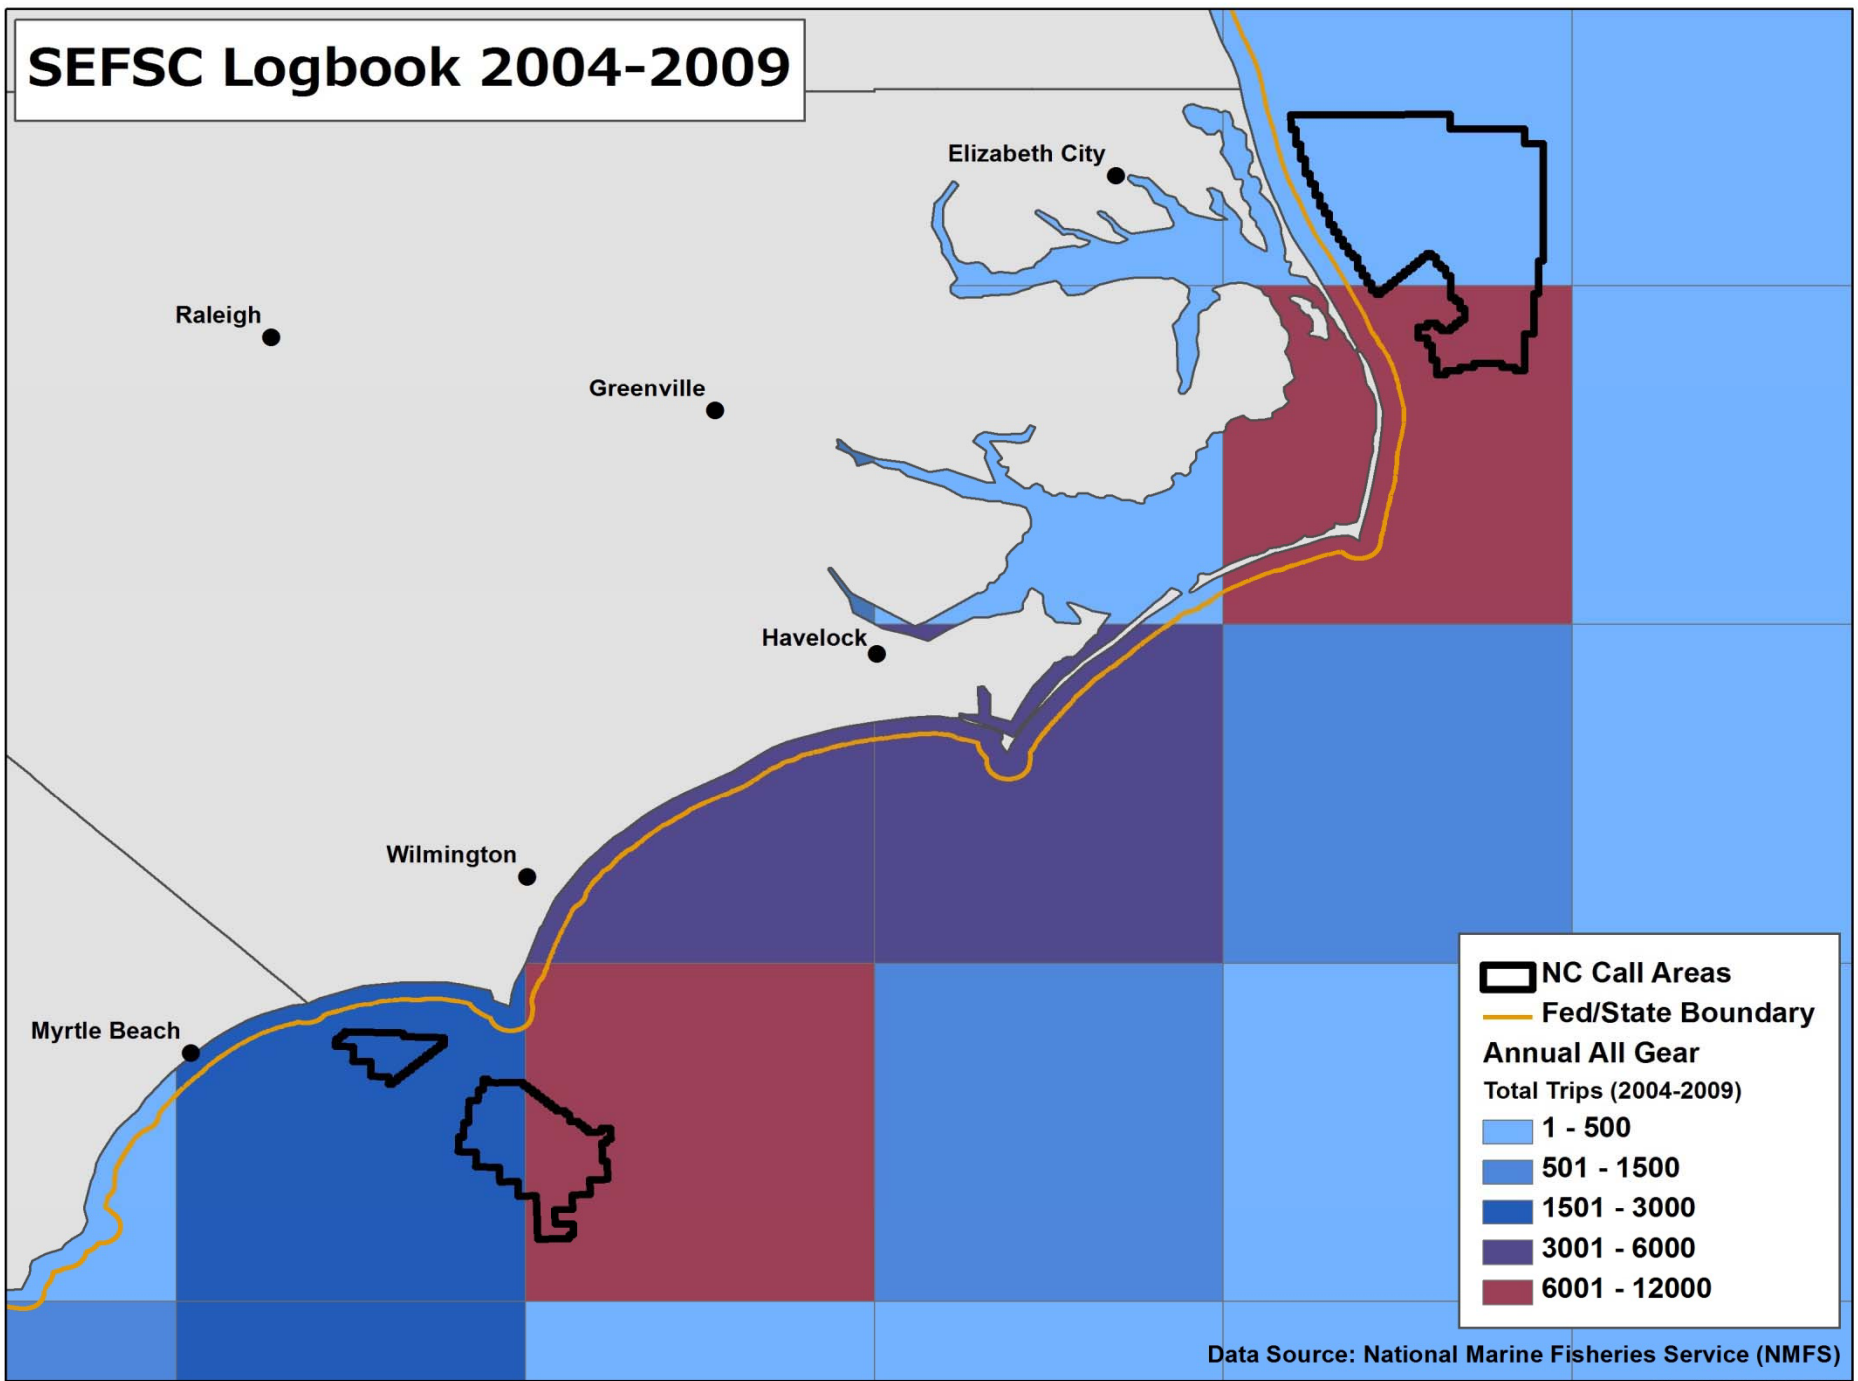 SEFSC Logbook 2004-2009
Elizabeth City
Raleigh
Greenville
Havelock
Wilmington
Myrtle Beach
NC Call Areas
Fed/State Boundary
Annual All Gear
Total Trips (2004-2009)
1 - 500
501 - 1500
1501 - 3000
3001 - 6000
6001 - 12000
Data Source: National Marine Fisheries Service (NMFS)